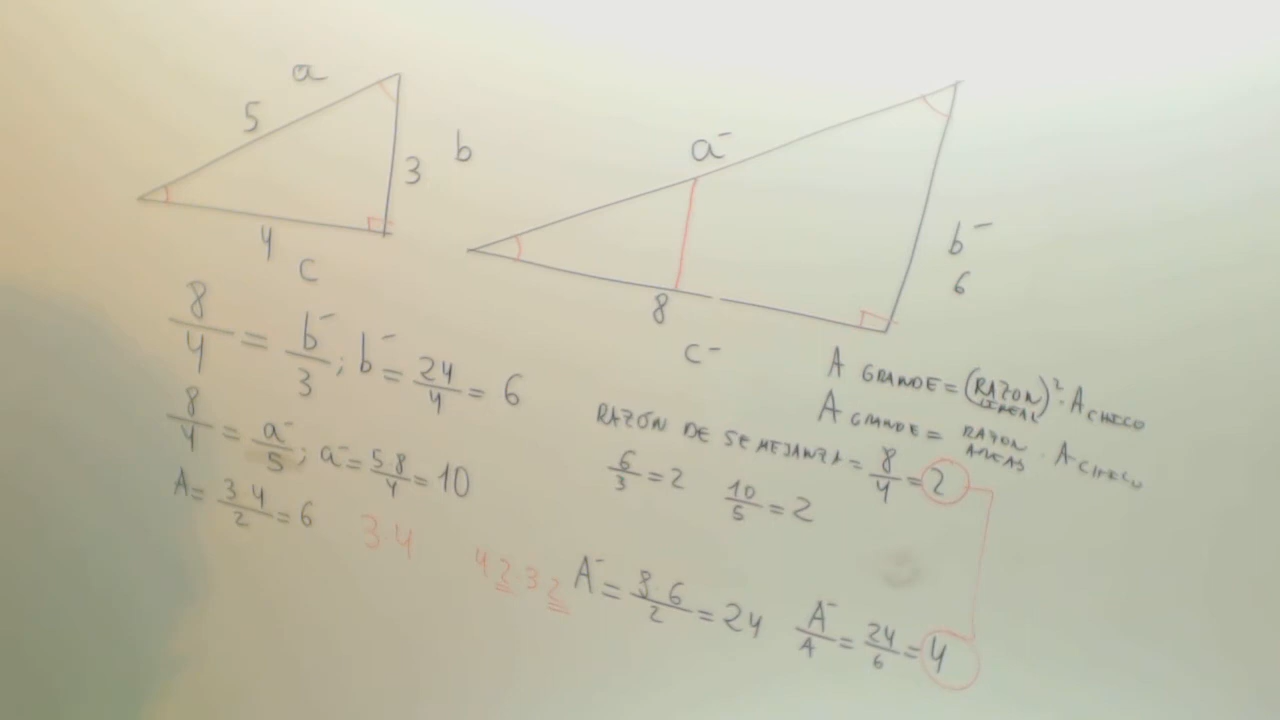 a
5
3
b
4
c
a⁻
b⁻
6
8
c⁻
8/4 = b⁻/3 ; b⁻ = 24/4 = 6
8/4 = a⁻/5 ; a⁻ = 5 8/4 = 10
A = 3 4/2 = 6
3·4
A GRANDE = (RAZON LINEAL)² · A CHICO
A GRANDE = RAZON AREAS · A CHICO
RAZÓN DE SEMEJANZA = 8/4 = 2
6/3 = 2
10/5 = 2
4 2 3 2
A⁻ = 8·6/2 = 24
A⁻/A = 24/6 = 4